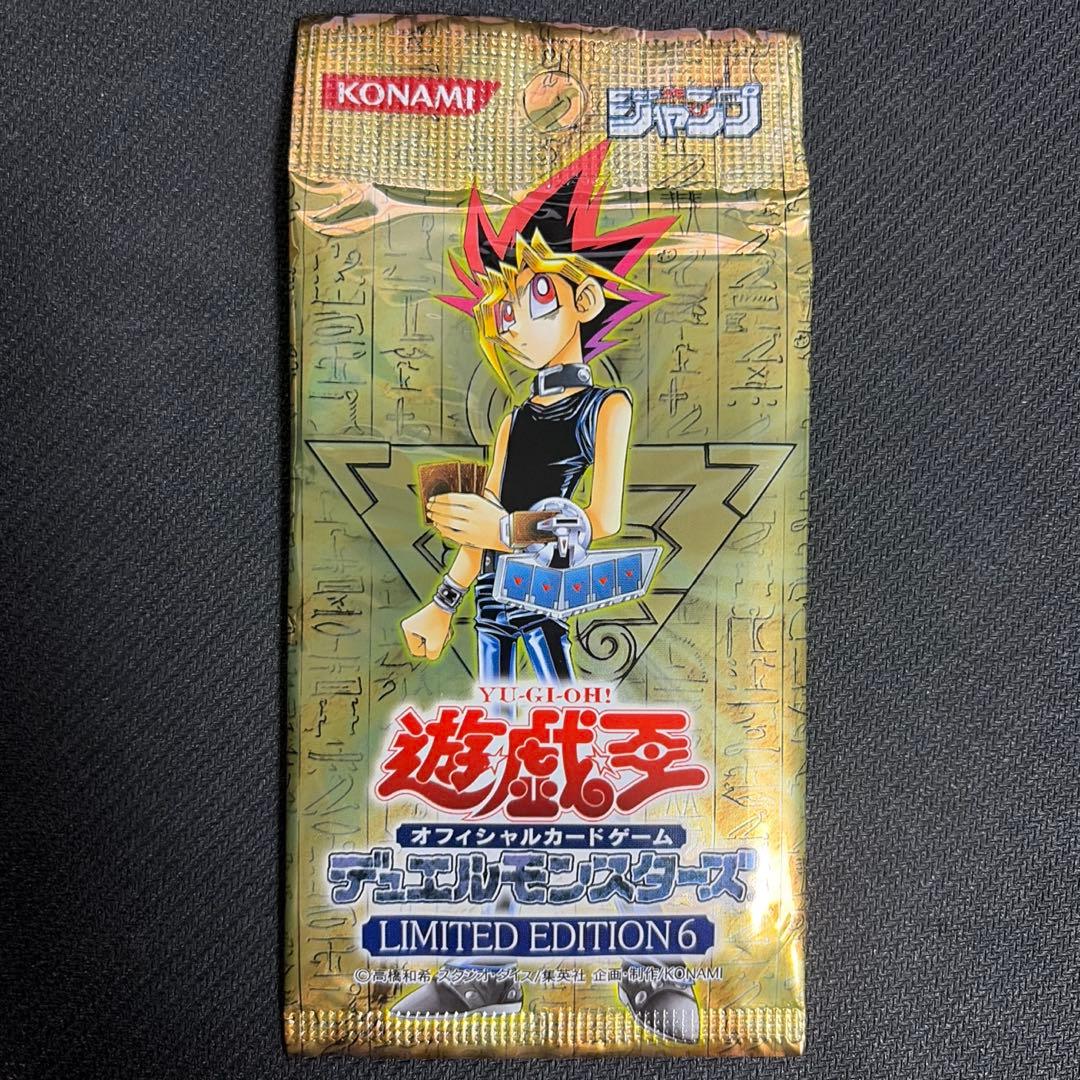 KONAMI
ジャンプ
YU-GI-OH!
遊戯王
オフィシャルカードゲーム
デュエルモンスターズ
LIMITED EDITION 6
©高橋和希 スタジオ・ダイス/集英社 企画・制作/KONAMI